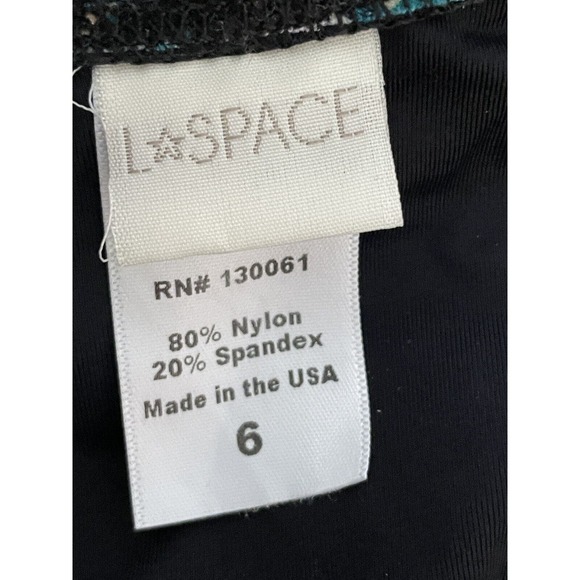 L☆SPACE
RN# 130061
80% Nylon
20% Spandex
Made in the USA
6